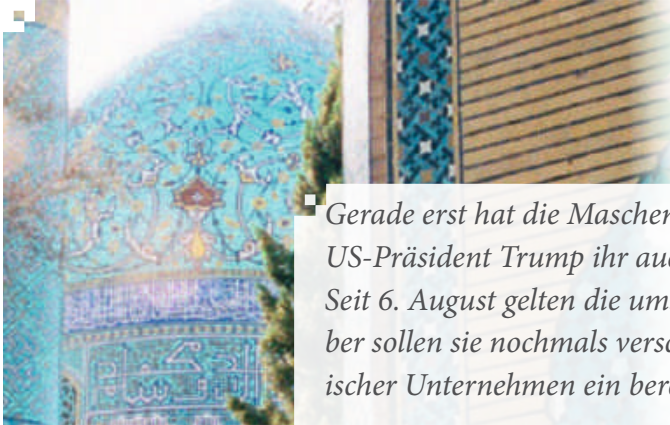 Gerade erst hat die Maschen
US-Präsident Trump ihr au
Seit 6. August gelten die um
ber sollen sie nochmals vers
ischer Unternehmen ein ber